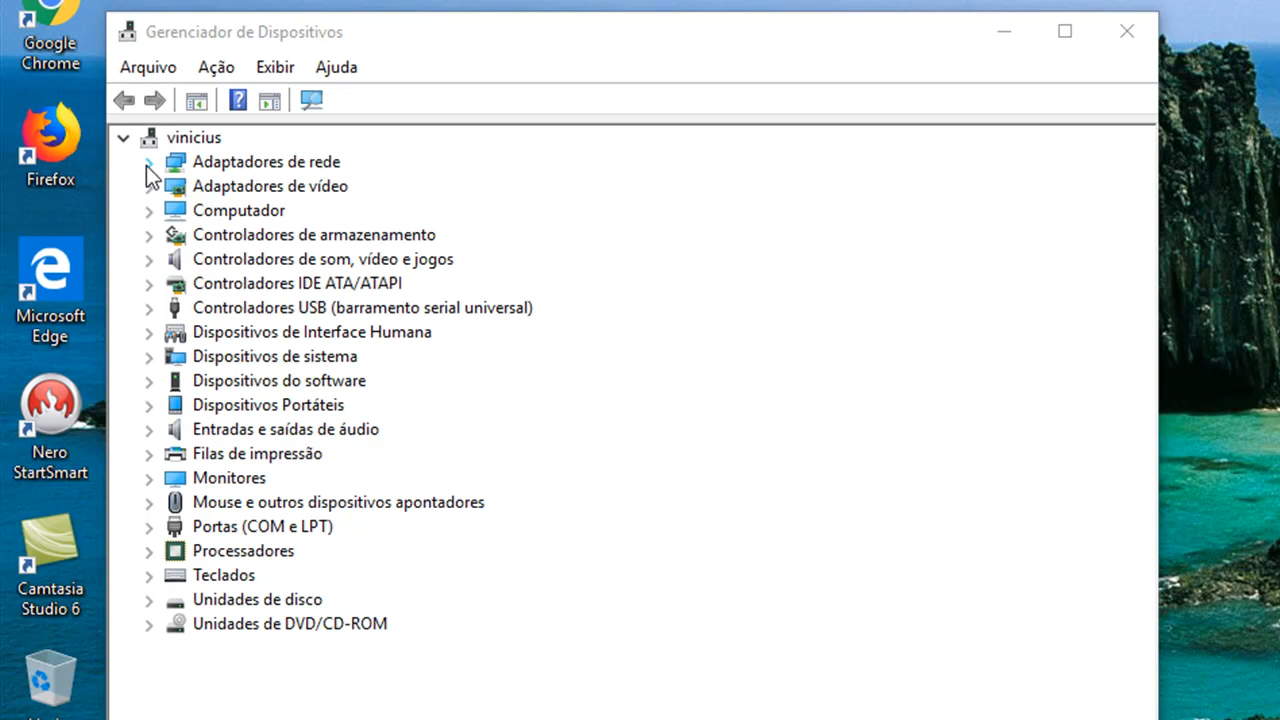 Google
Chrome
Firefox
Microsoft
Edge
Nero
StartSmart
Camtasia
Studio 6
Gerenciador de Dispositivos
Arquivo Ação Exibir Ajuda
vinicius
Adaptadores de rede
Adaptadores de vídeo
Computador
Controladores de armazenamento
Controladores de som, vídeo e jogos
Controladores IDE ATA/ATAPI
Controladores USB (barramento serial universal)
Dispositivos de Interface Humana
Dispositivos de sistema
Dispositivos do software
Dispositivos Portáteis
Entradas e saídas de áudio
Filas de impressão
Monitores
Mouse e outros dispositivos apontadores
Portas (COM e LPT)
Processadores
Teclados
Unidades de disco
Unidades de DVD/CD-ROM